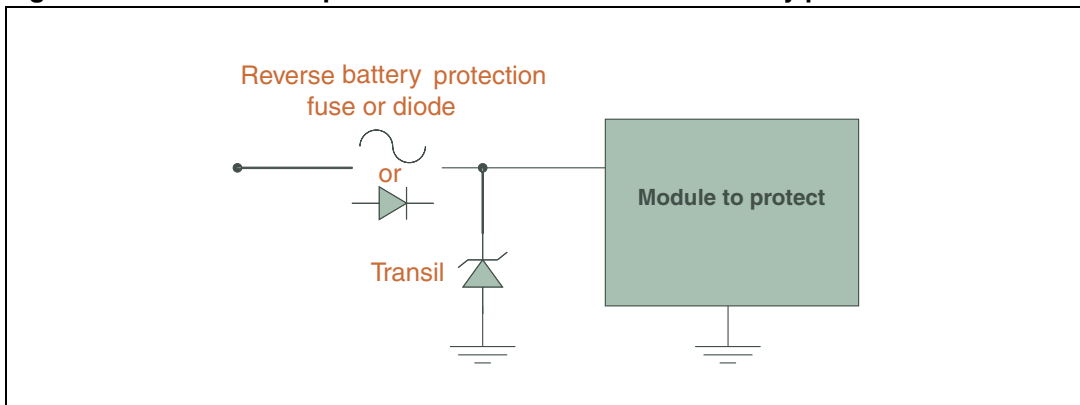 Reverse battery protection
fuse or diode
or
Module to protect
Transil